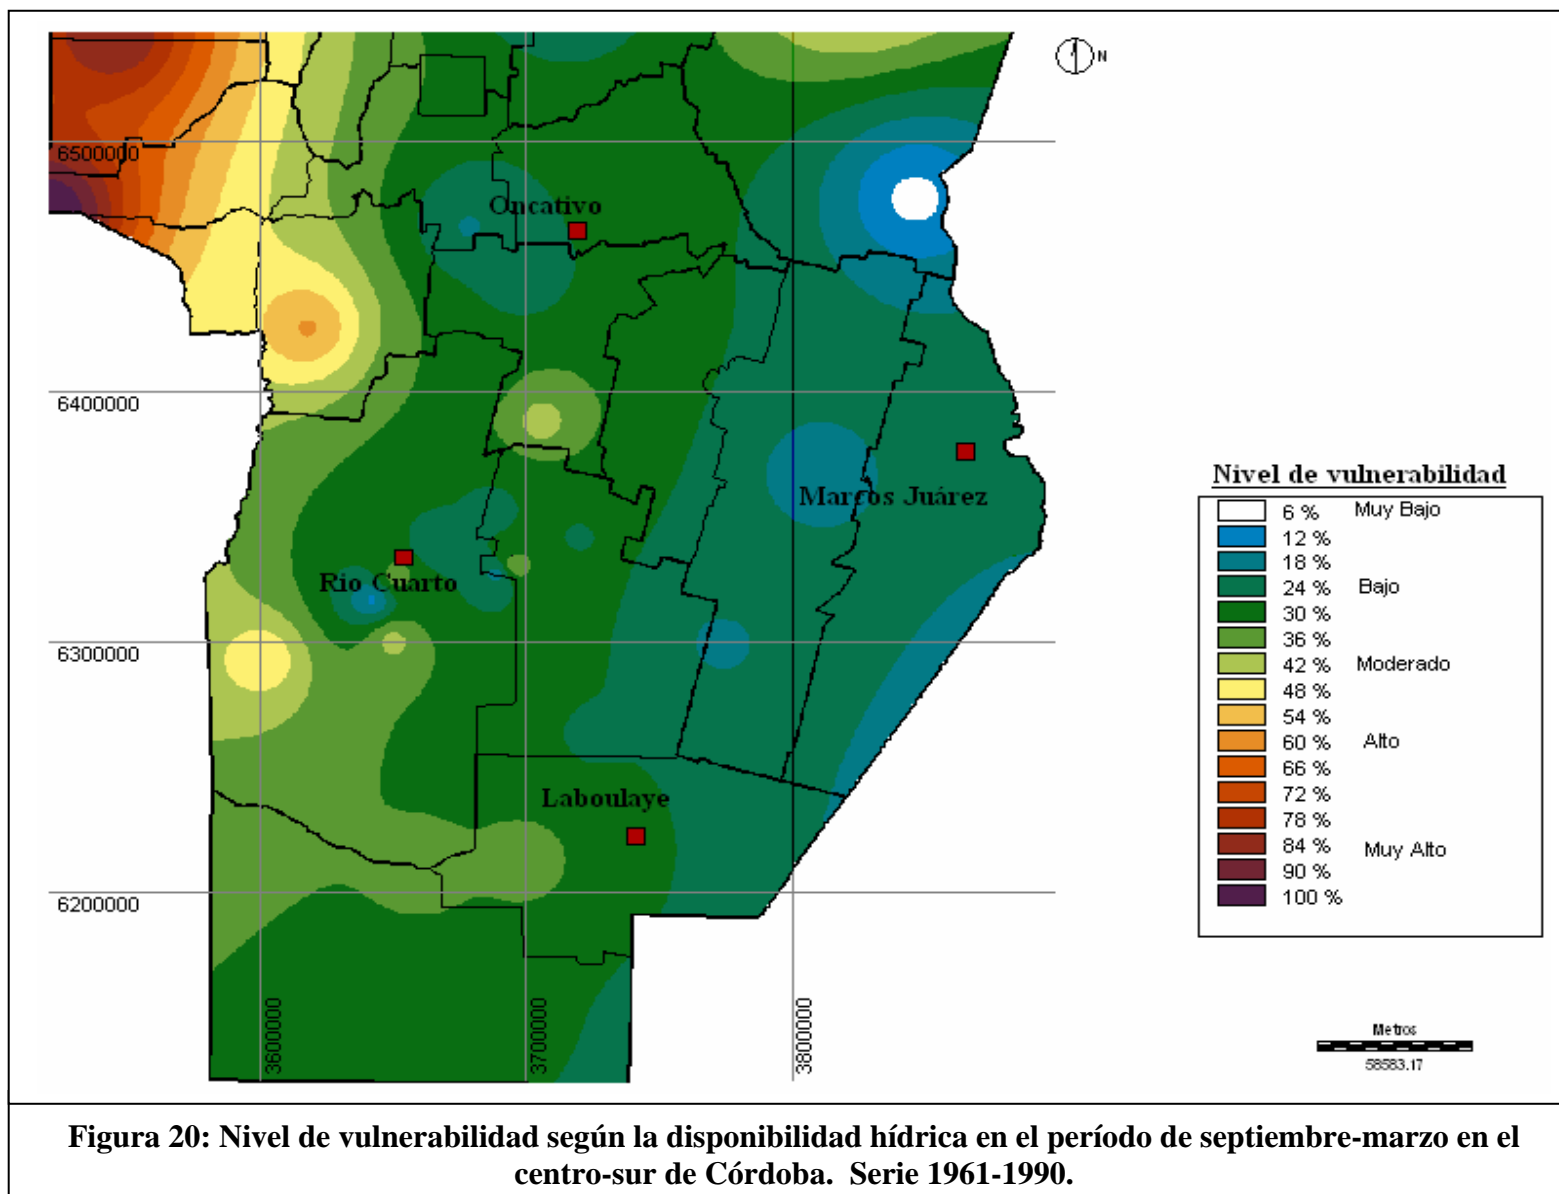 N
6500000
Oncativo
6400000
Marcos Juárez
Rio Cuarto
6300000
Laboulaye
6200000
3600000
3700000
3800000
Nivel de vulnerabilidad
6 % Muy Bajo
12 %
18 %
24 % Bajo
30 %
36 %
42 % Moderado
48 %
54 %
60 % Alto
66 %
72 %
78 %
84 % Muy Alto
90 %
100 %
Metros
58583.17
Figura 20: Nivel de vulnerabilidad según la disponibilidad hídrica en el período de septiembre-marzo en el
centro-sur de Córdoba. Serie 1961-1990.